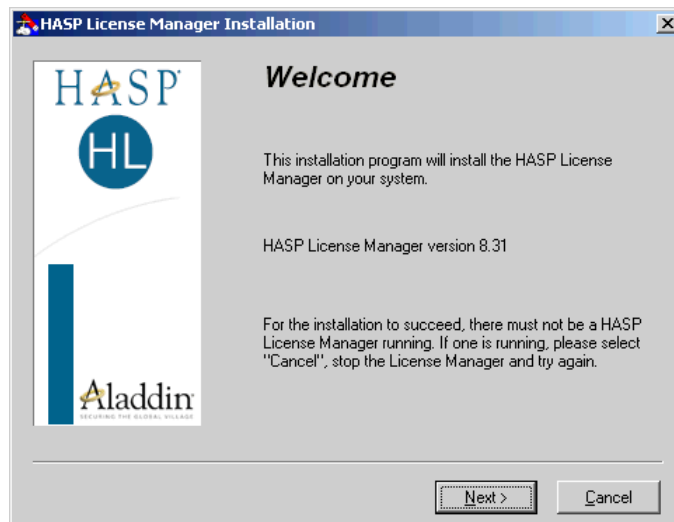 HASP License Manager Installation
HASP
HL
Aladdin
SECURING THE GLOBAL VILLAGE
Welcome
This installation program will install the HASP License
Manager on your system.
HASP License Manager version 8.31
For the installation to succeed, there must not be a HASP
License Manager running. If one is running, please select
"Cancel", stop the License Manager and try again.
Next >
Cancel